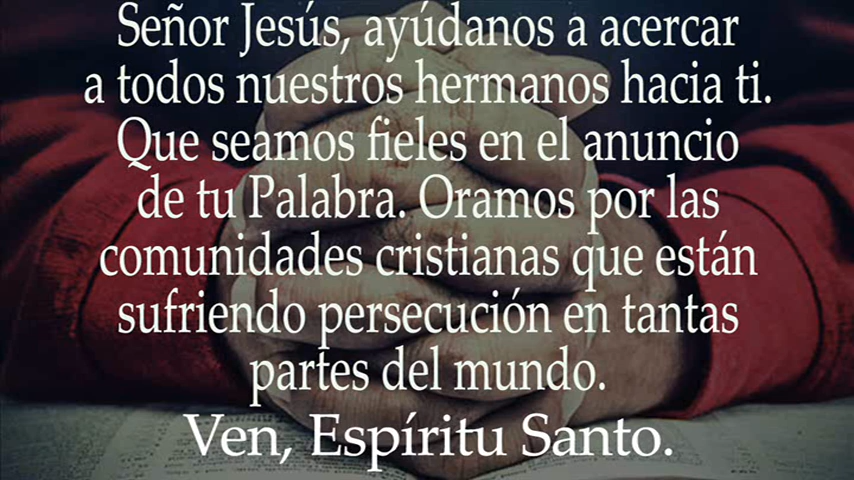 Señor Jesús, ayúdanos a acercar
a todos nuestros hermanos hacia ti.
Que seamos fieles en el anuncio
de tu Palabra. Oramos por las
comunidades cristianas que están
sufriendo persecución en tantas
partes del mundo.
Ven, Espíritu Santo.